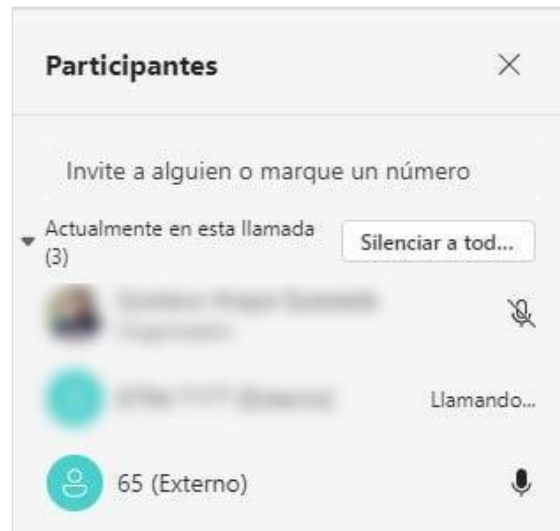 Participantes
Invite a alguien o marque un número
Actualmente en esta llamada
(3)
Silenciar a tod...
Llamando...
65 (Externo)